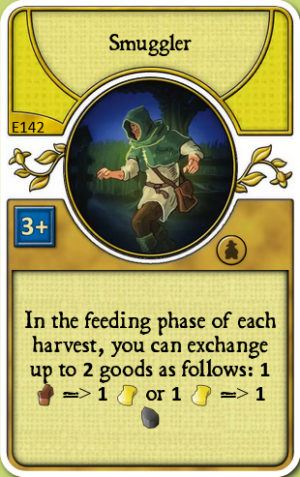 Smuggler
E142
3+
In the feeding phase of each
harvest, you can exchange
up to 2 goods as follows: 1
=> 1 or 1 => 1